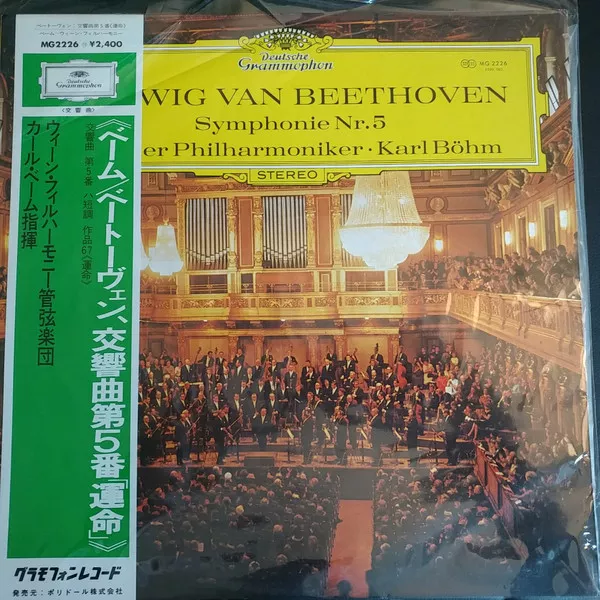 ベートーヴェン:交響曲第5番《運命》
ベーム/ウィーン・フィルハーモニー
MG2226 ¥2,400
Deutsche
Grammophon
〈交響曲〉
《ベーム/ベートーヴェン、交響曲第5番「運命」》
交響曲 第5番 ハ短調 作品67《運命》
ウィーン・フィルハーモニー管弦楽団
カール・ベーム指揮
グラモフォンレコード
発売元:ポリドール株式会社
Deutsche
Grammophon
MG 2226
WIG VAN BEETHOVEN
Symphonie Nr.5
er Philharmoniker · Karl Böhm
STEREO